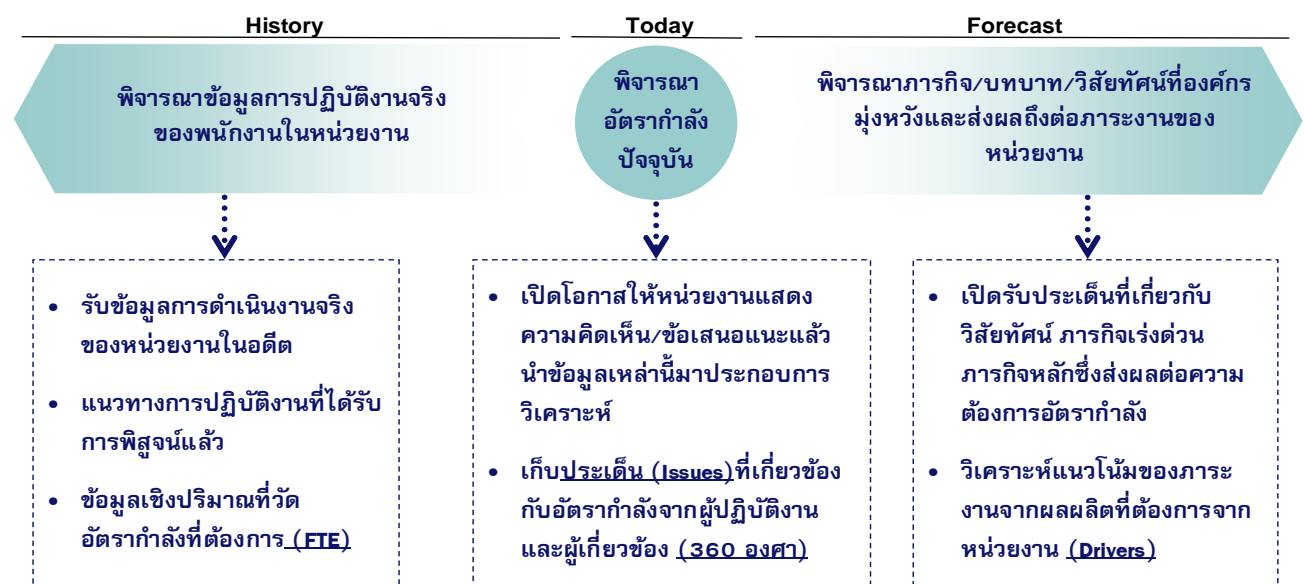 History
Today
Forecast
พิจารณาข้อมูลการปฏิบัติงานจริง
ของพนักงานในหน่วยงาน
พิจารณา
อัตรากำลัง
ปัจจุบัน
พิจารณาภารกิจ/บทบาท/วิสัยทัศน์ที่องค์กร
มุ่งหวังและส่งผลถึงต่อภาระงานของ
หน่วยงาน
• รับข้อมูลการดำเนินงานจริง
ของหน่วยงานในอดีต
• แนวทางการปฏิบัติงานที่ได้รับ
การพิสูจน์แล้ว
• ข้อมูลเชิงปริมาณที่วัด
อัตรากำลังที่ต้องการ (FTE)
• เปิดโอกาสให้หน่วยงานแสดง
ความคิดเห็น/ข้อเสนอแนะแล้ว
นำข้อมูลเหล่านี้มาประกอบการ
วิเคราะห์
• เก็บประเด็น (Issues)ที่เกี่ยวข้อง
กับอัตรากำลังจากผู้ปฏิบัติงาน
และผู้เกี่ยวข้อง (360 องศา)
• เปิดรับประเด็นที่เกี่ยวกับ
วิสัยทัศน์ ภารกิจเร่งด่วน
ภารกิจหลักซึ่งส่งผลต่อความ
ต้องการอัตรากำลัง
• วิเคราะห์แนวโน้มของภาระ
งานจากผลผลิตที่ต้องการจาก
หน่วยงาน (Drivers)